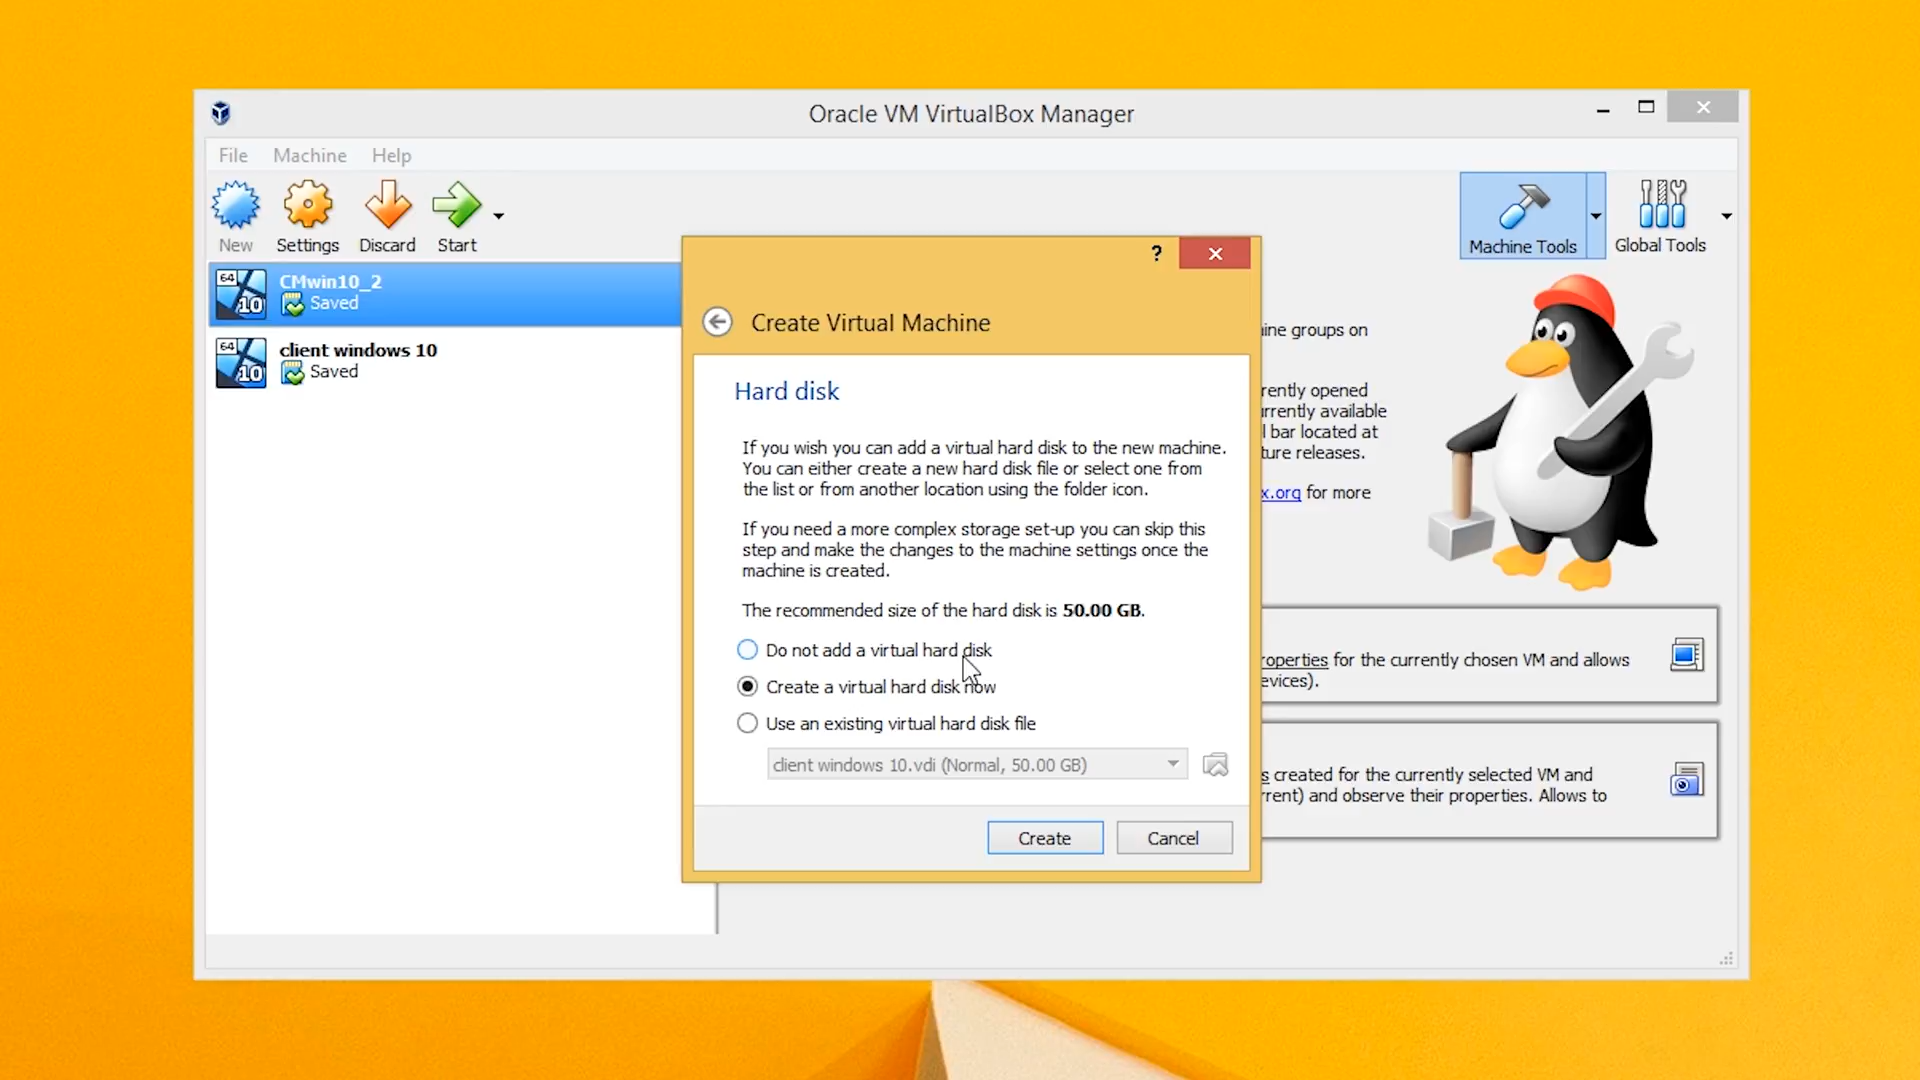 Oracle VM VirtualBox Manager
File Machine Help
New Settings Discard Start
Machine Tools Global Tools
64
10
CMwin10_2
Saved
64
10
client windows 10
Saved
?
Create Virtual Machine
Hard disk
If you wish you can add a virtual hard disk to the new machine.
You can either create a new hard disk file or select one from
the list or from another location using the folder icon.
If you need a more complex storage set-up you can skip this
step and make the changes to the machine settings once the
machine is created.
The recommended size of the hard disk is 50.00 GB.
Do not add a virtual hard disk
Create a virtual hard disk now
Use an existing virtual hard disk file
client windows 10.vdi (Normal, 50.00 GB)
Create Cancel
groups on
opened
available
bar located at
releases.
x.org for more
for the currently chosen VM and allows
created for the currently selected VM and
and observe their properties. Allows to